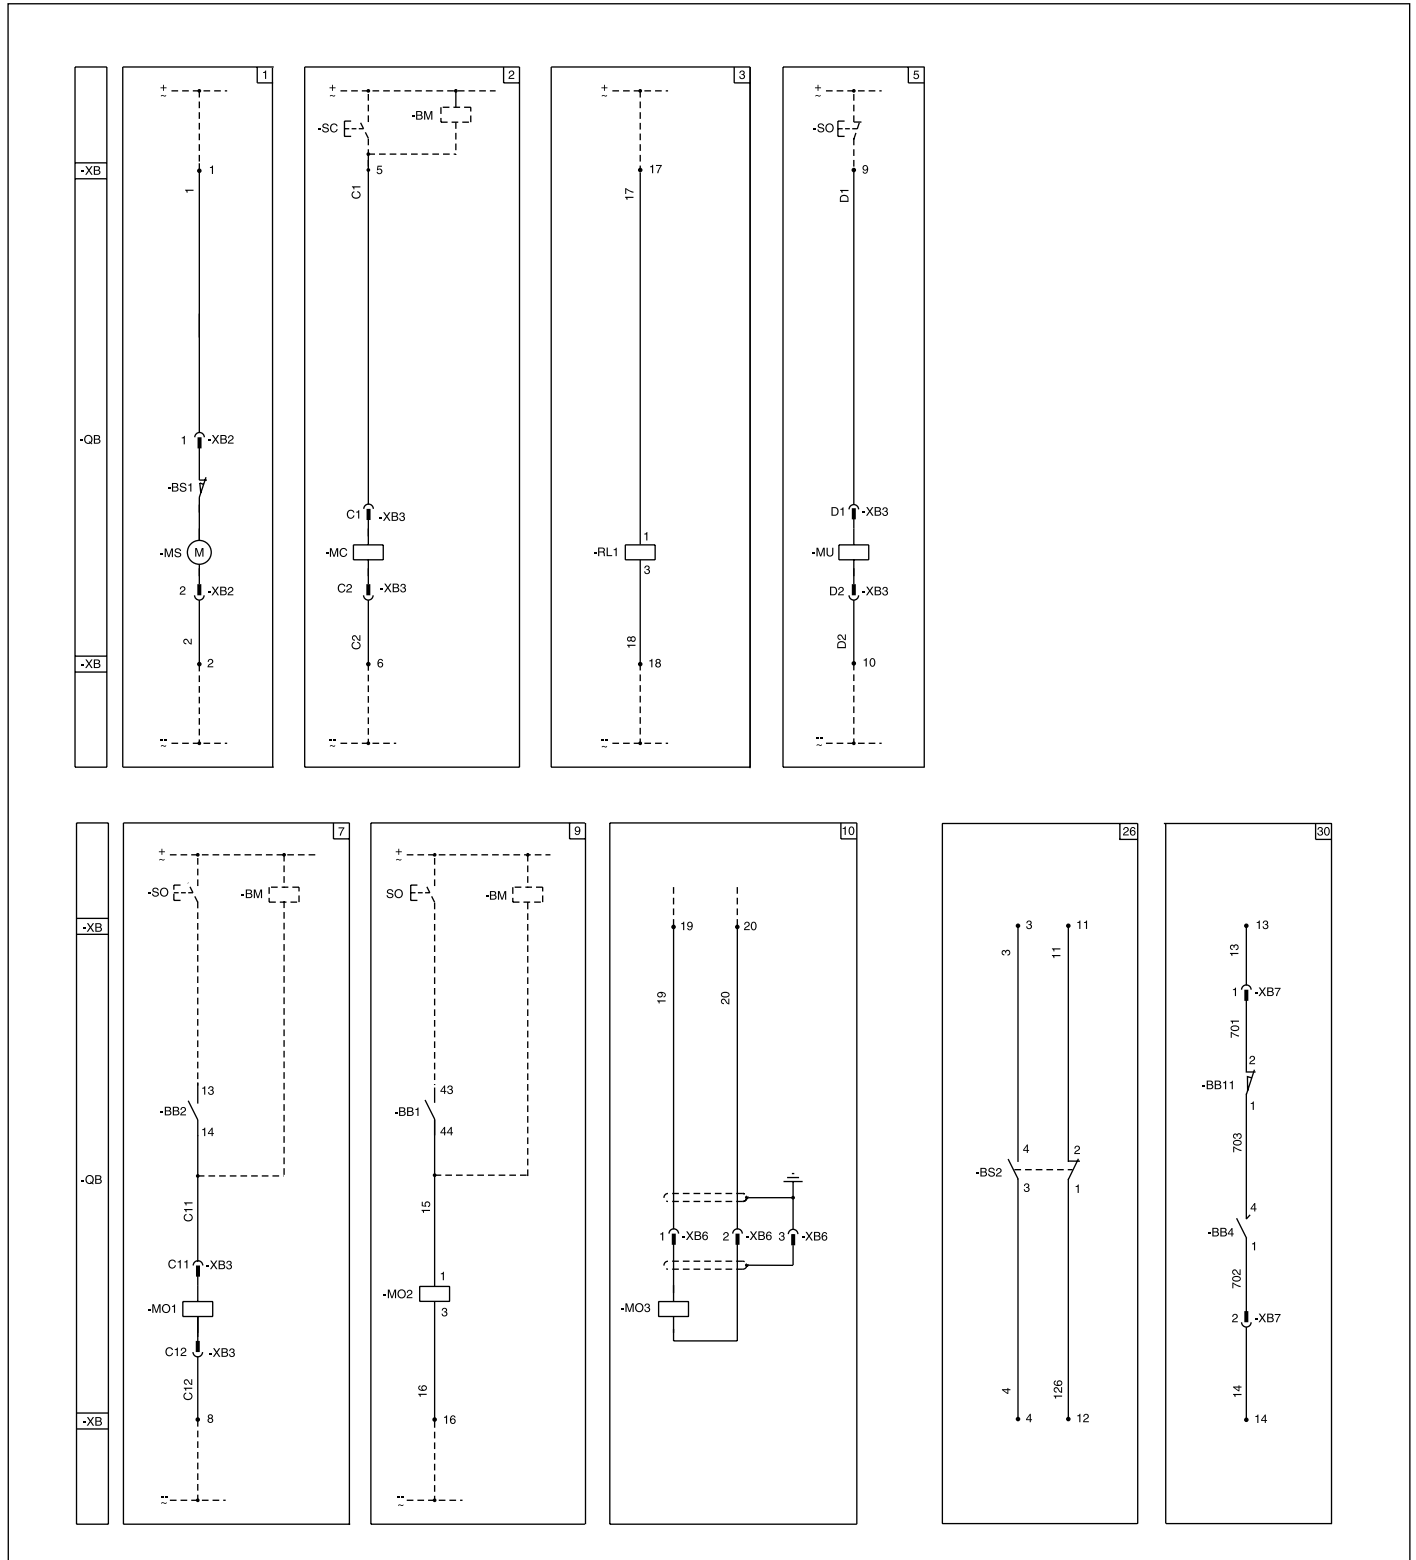 -XB
-QB
-XB
1
+
~
1
1
1 -XB2
-BS1
-MS M
2 -XB2
2
2
--
~
2
+
~
-SC
-BM
5
C1
C1 -XB3
-MC
C2 -XB3
C2
6
--
~
3
+
~
17
17
1
-RL1
3
18
18
--
~
5
+
~
-SO
9
D1
D1 -XB3
-MU
D2 -XB3
D2
10
--
~
-XB
-QB
-XB
7
+
~
-SO
-BM
13
-BB2
14
C11
C11 -XB3
-MO1
C12 -XB3
C12
8
--
~
9
+
~
SO
-BM
43
-BB1
44
15
1
-MO2
3
16
16
--
~
10
19 20
19 20
1 -XB6 2 -XB6 3 -XB6
-MO3
26
3 11
3 11
4 2
-BS2
3 1
4 126
4 12
30
13
13
1 -XB7
701
2
-BB11
1
703
4
-BB4
1
702
2 -XB7
14
14